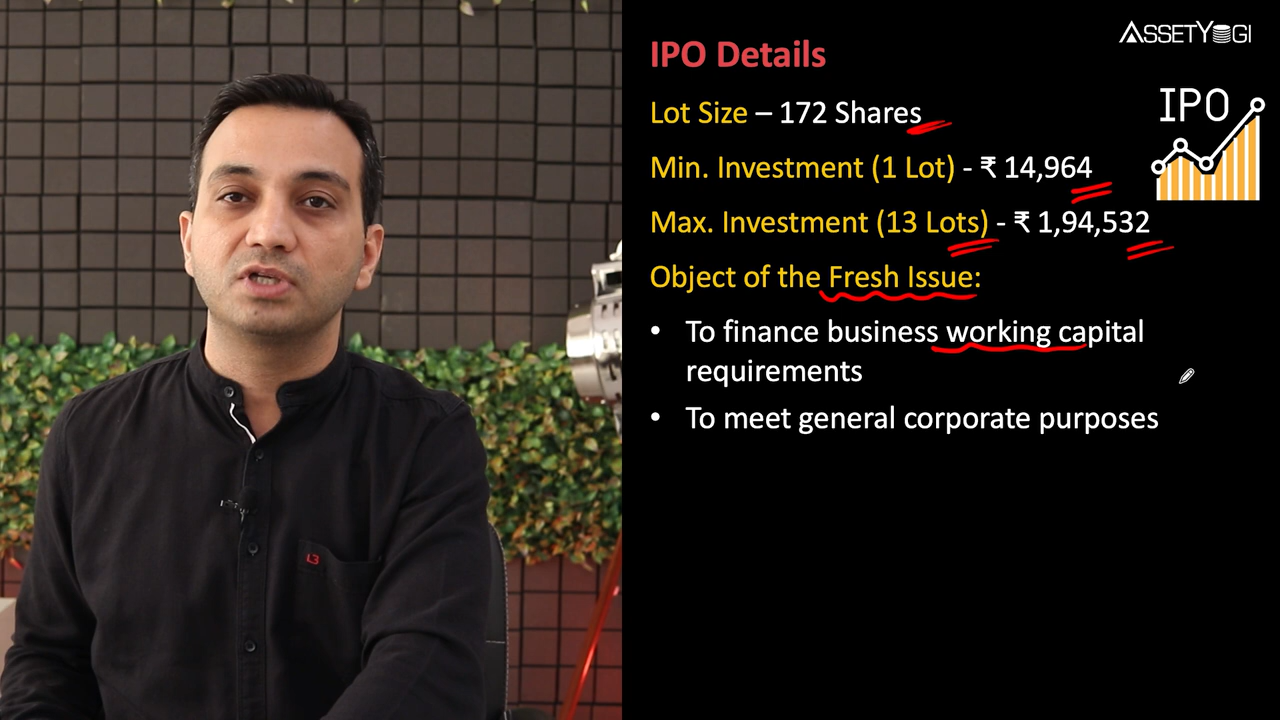 ASSETYOGI
IPO Details
IPO
Lot Size – 172 Shares
Min. Investment (1 Lot) - ₹ 14,964
Max. Investment (13 Lots) - ₹ 1,94,532
Object of the Fresh Issue:
• To finance business working capital
requirements
• To meet general corporate purposes
L3